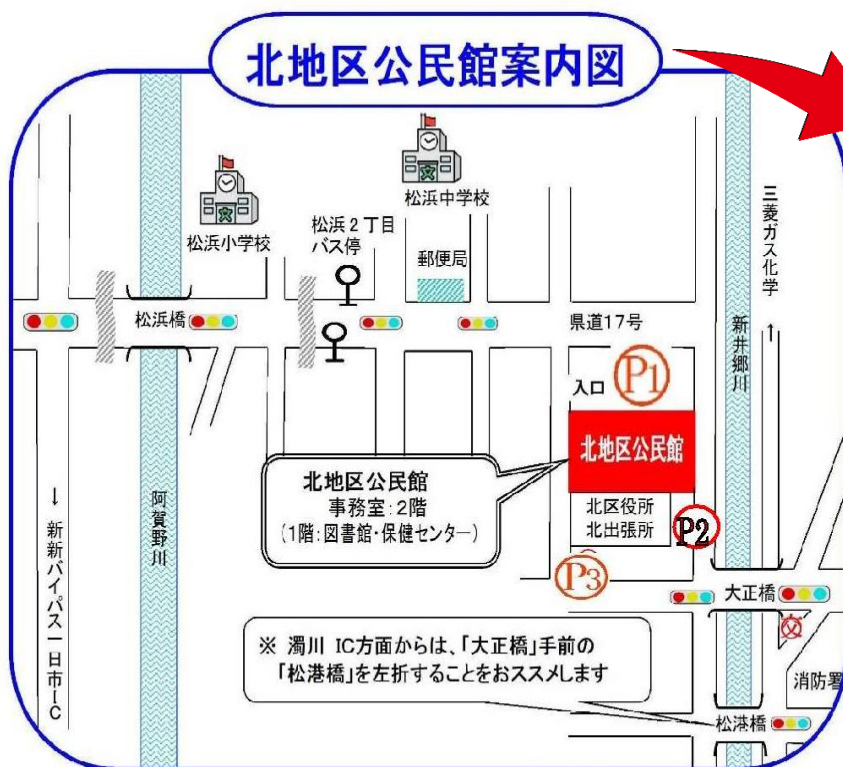 北地区公民館案内図
松浜中学校
松浜小学校
松浜2丁目
バス停
郵便局
三菱ガス化学
→
松浜橋
県道17号
新井郷川
P1
入口
北地区公民館
北地区公民館
事務室:2階
(1階:図書館・保健センター)
北区役所
北出張所
P2
阿賀野川
↓ 新新バイパス一日市IC
P3
大正橋
※ 濁川 IC方面からは、「大正橋」手前の
「松港橋」を左折することをおススメします
消防署
松港橋